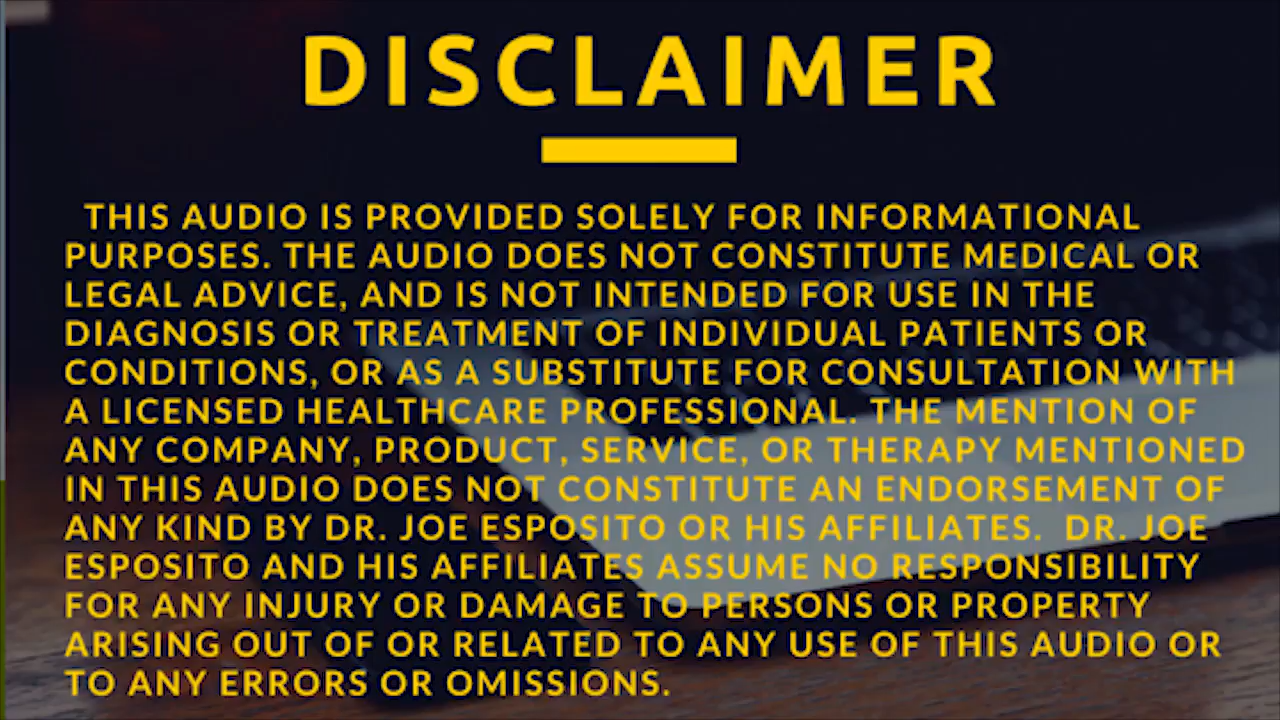 DISCLAIMER
THIS AUDIO IS PROVIDED SOLELY FOR INFORMATIONAL
PURPOSES. THE AUDIO DOES NOT CONSTITUTE MEDICAL OR
LEGAL ADVICE, AND IS NOT INTENDED FOR USE IN THE
DIAGNOSIS OR TREATMENT OF INDIVIDUAL PATIENTS OR
CONDITIONS, OR AS A SUBSTITUTE FOR CONSULTATION WITH
A LICENSED HEALTHCARE PROFESSIONAL. THE MENTION OF
ANY COMPANY, PRODUCT, SERVICE, OR THERAPY MENTIONED
IN THIS AUDIO DOES NOT CONSTITUTE AN ENDORSEMENT OF
ANY KIND BY DR. JOE ESPOSITO OR HIS AFFILIATES. DR. JOE
ESPOSITO AND HIS AFFILIATES ASSUME NO RESPONSIBILITY
FOR ANY INJURY OR DAMAGE TO PERSONS OR PROPERTY
ARISING OUT OF OR RELATED TO ANY USE OF THIS AUDIO OR
TO ANY ERRORS OR OMISSIONS.